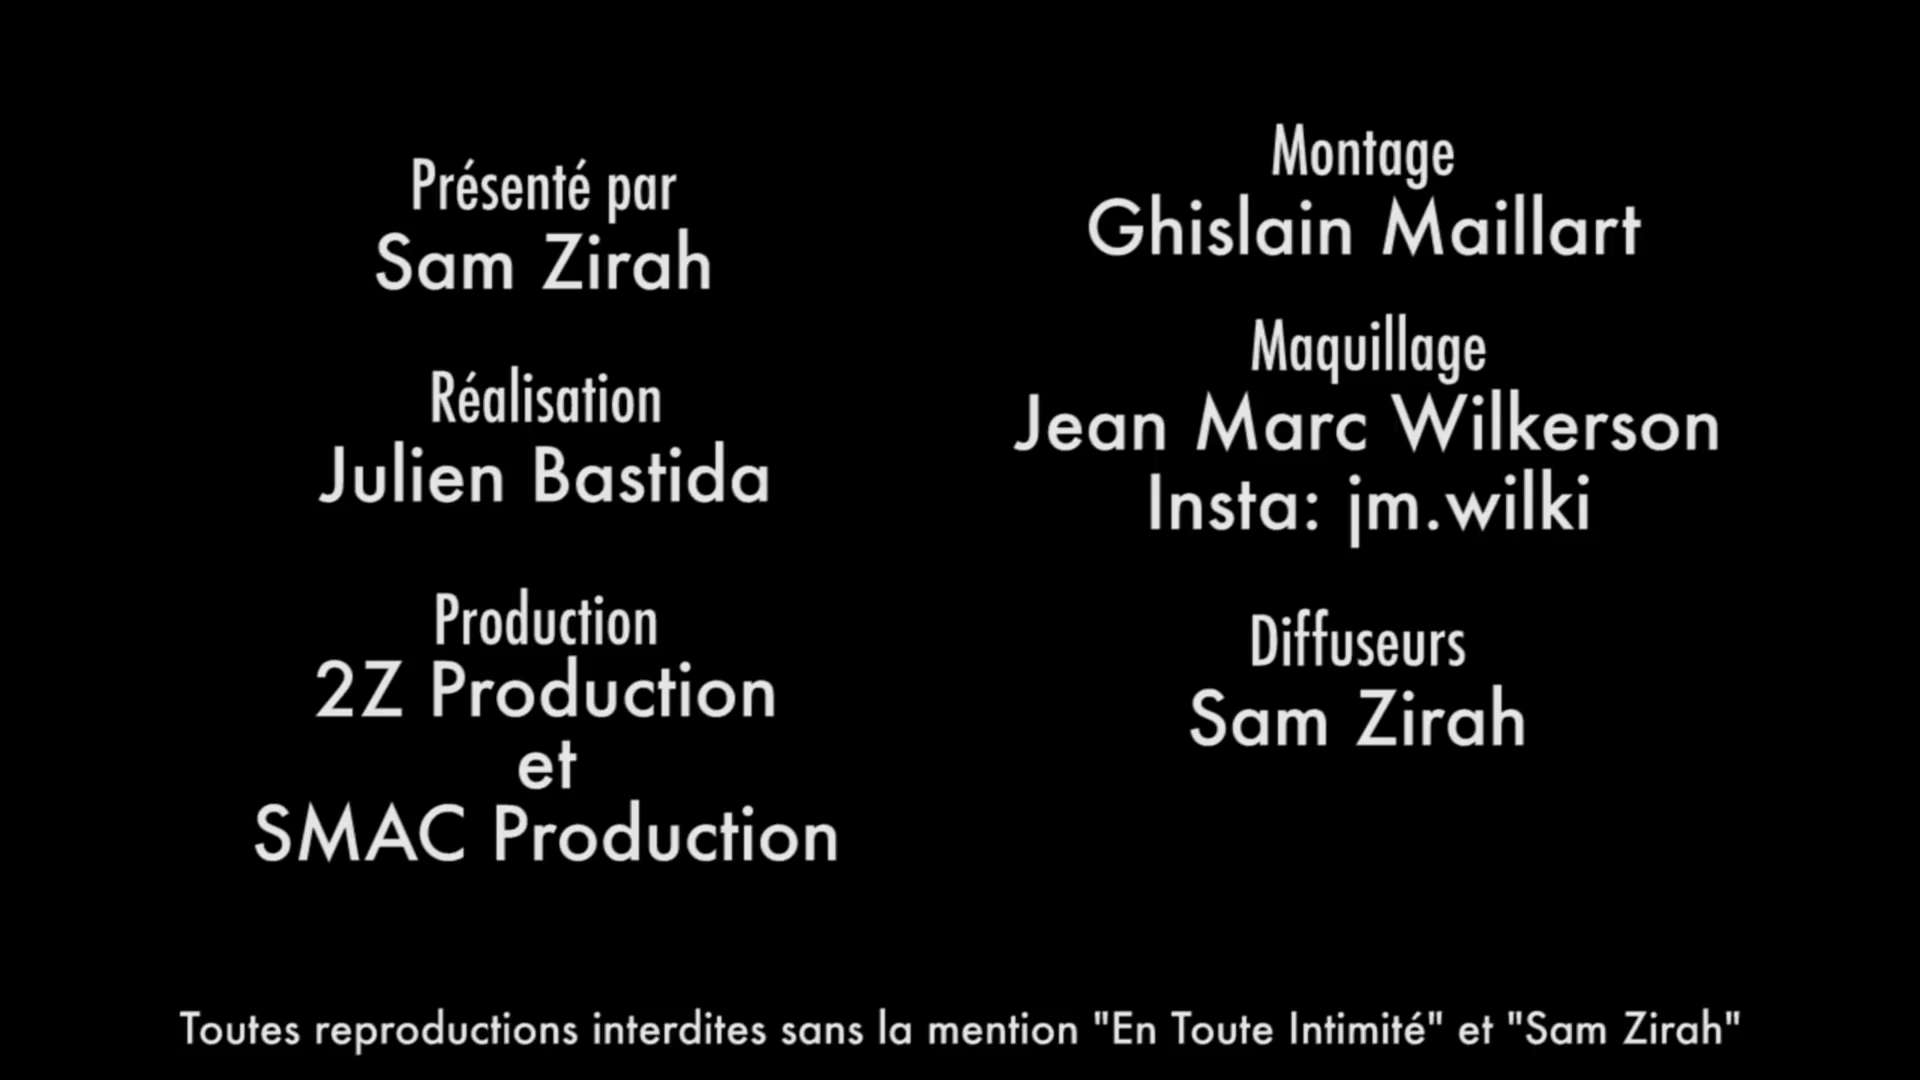 Présenté par
Sam Zirah
Réalisation
Julien Bastida
Production
2Z Production
et
SMAC Production
Montage
Ghislain Maillart
Maquillage
Jean Marc Wilkerson
Insta: jm.wilki
Diffuseurs
Sam Zirah
Toutes reproductions interdites sans la mention "En Toute Intimité" et "Sam Zirah"